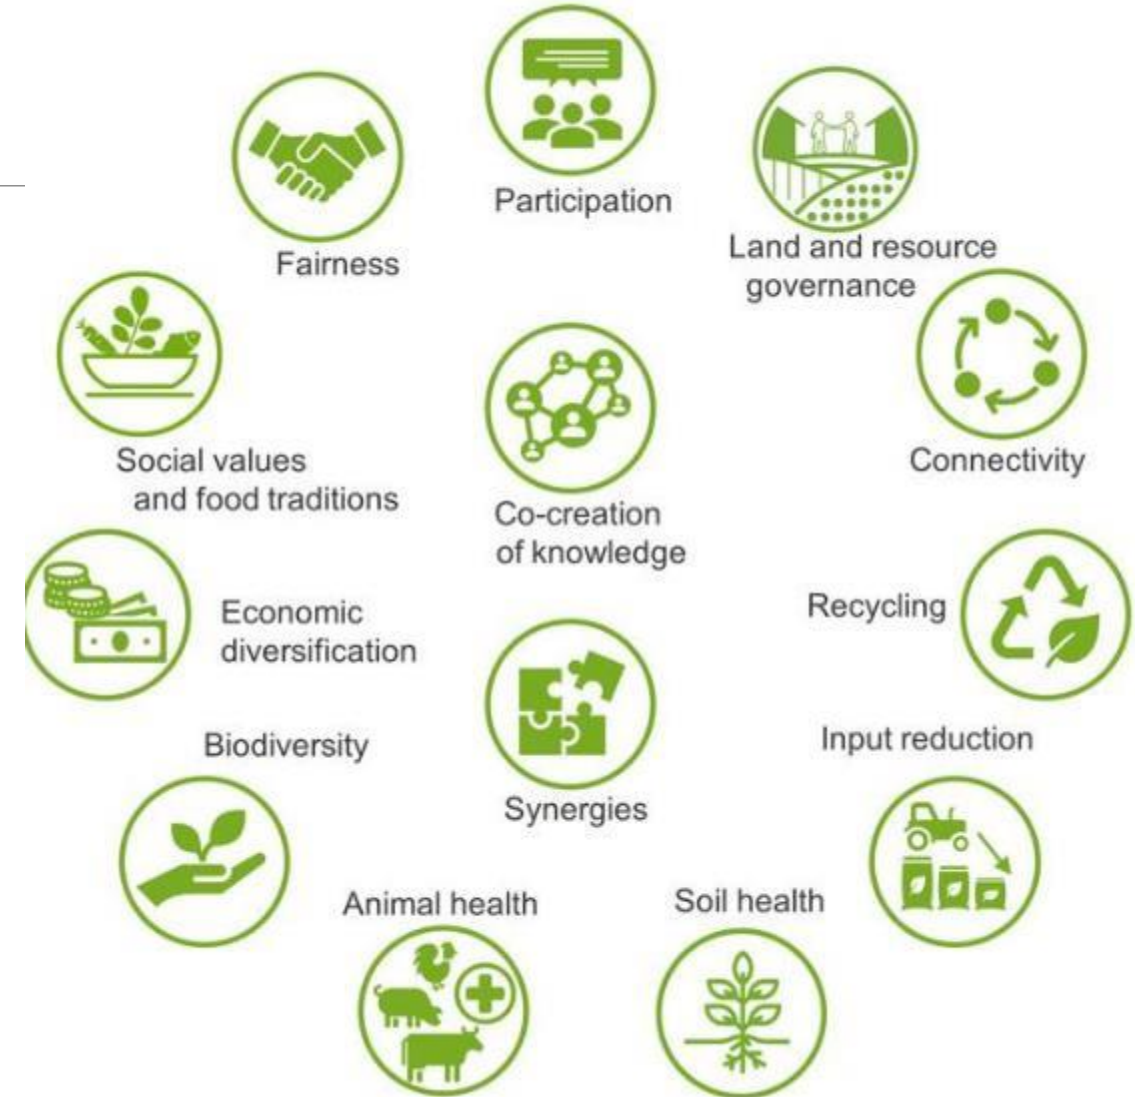 Participation
Fairness
Land and resource
governance
Social values
and food traditions
Connectivity
Co-creation
of knowledge
Economic
diversification
Recycling
Biodiversity
Input reduction
Synergies
Animal health
Soil health